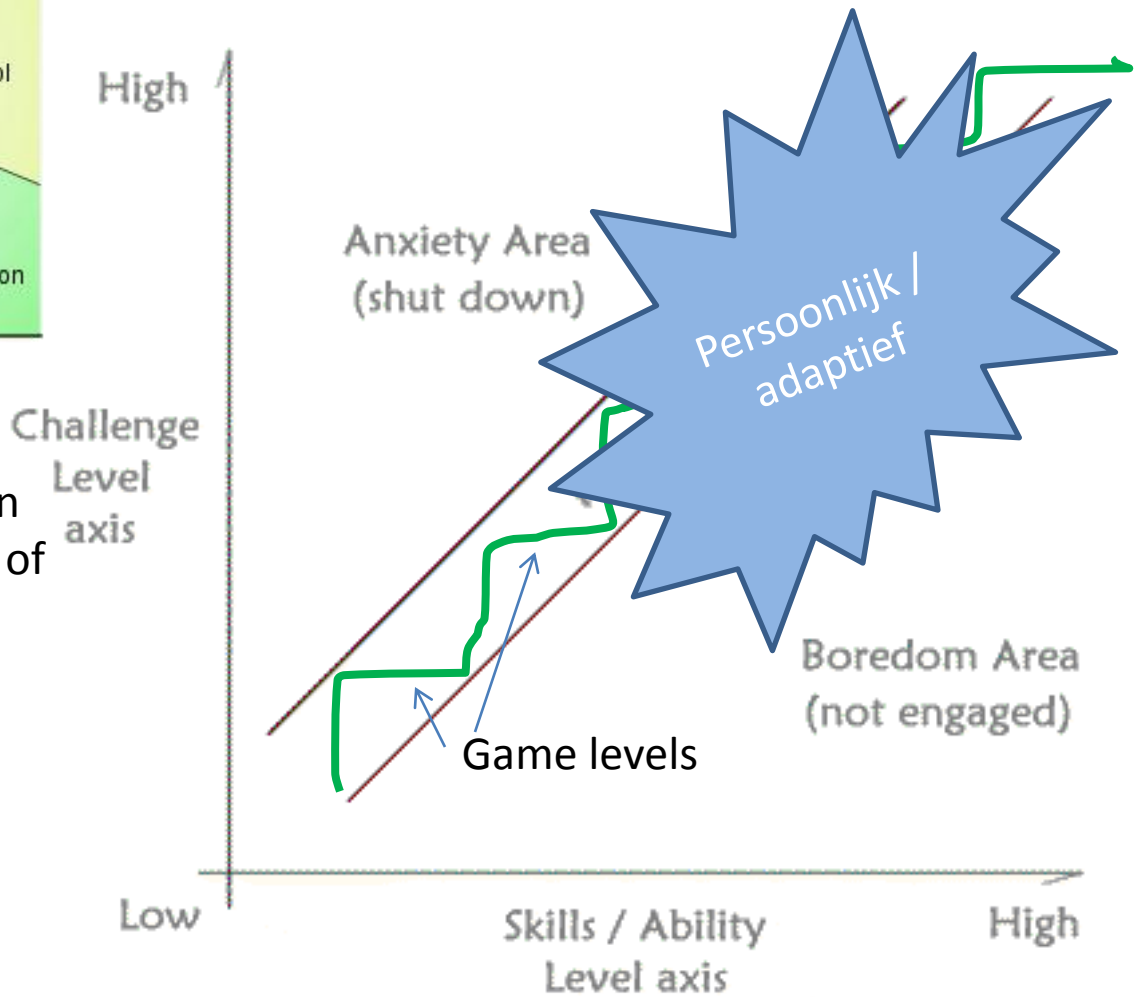 High
Anxiety Area
(shut down)
Persoonlijk /
adaptief
Challenge
Level
axis
of
Boredom Area
(not engaged)
Game levels
Low
Skills / Ability
Level axis
High